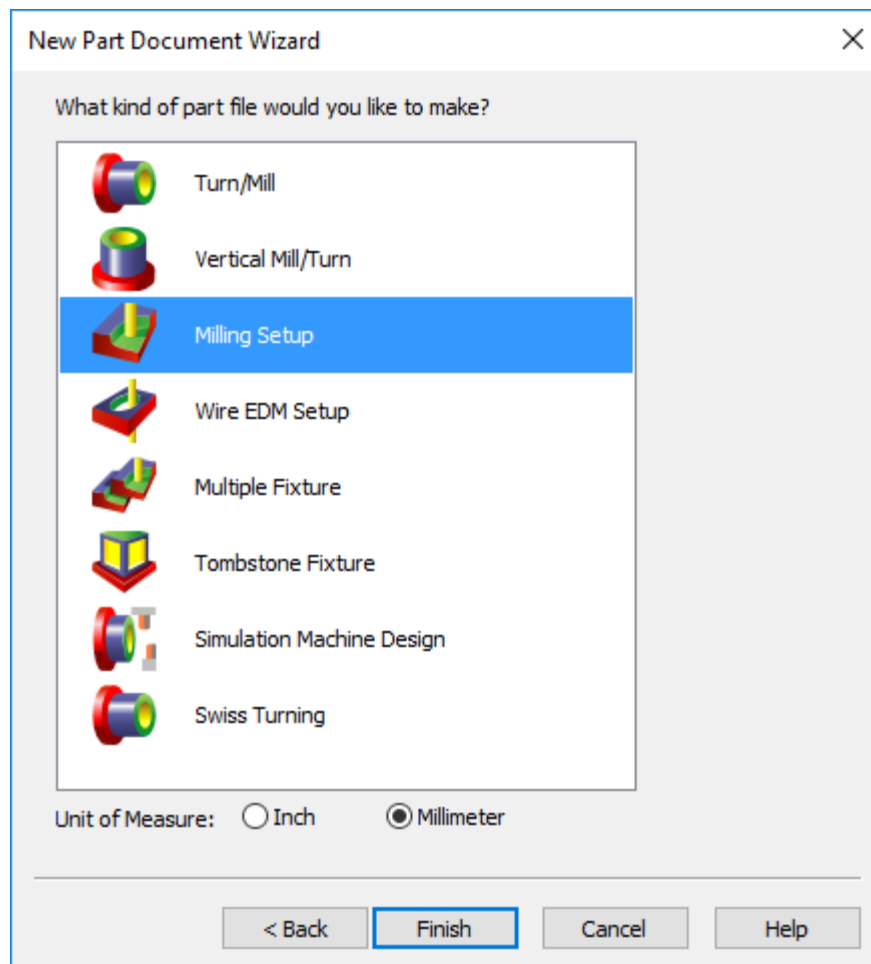 New Part Document Wizard
What kind of part file would you like to make?
Turn/Mill
Vertical Mill/Turn
Milling Setup
Wire EDM Setup
Multiple Fixture
Tombstone Fixture
Simulation Machine Design
Swiss Turning
Unit of Measure: Inch Millimeter
< Back Finish Cancel Help